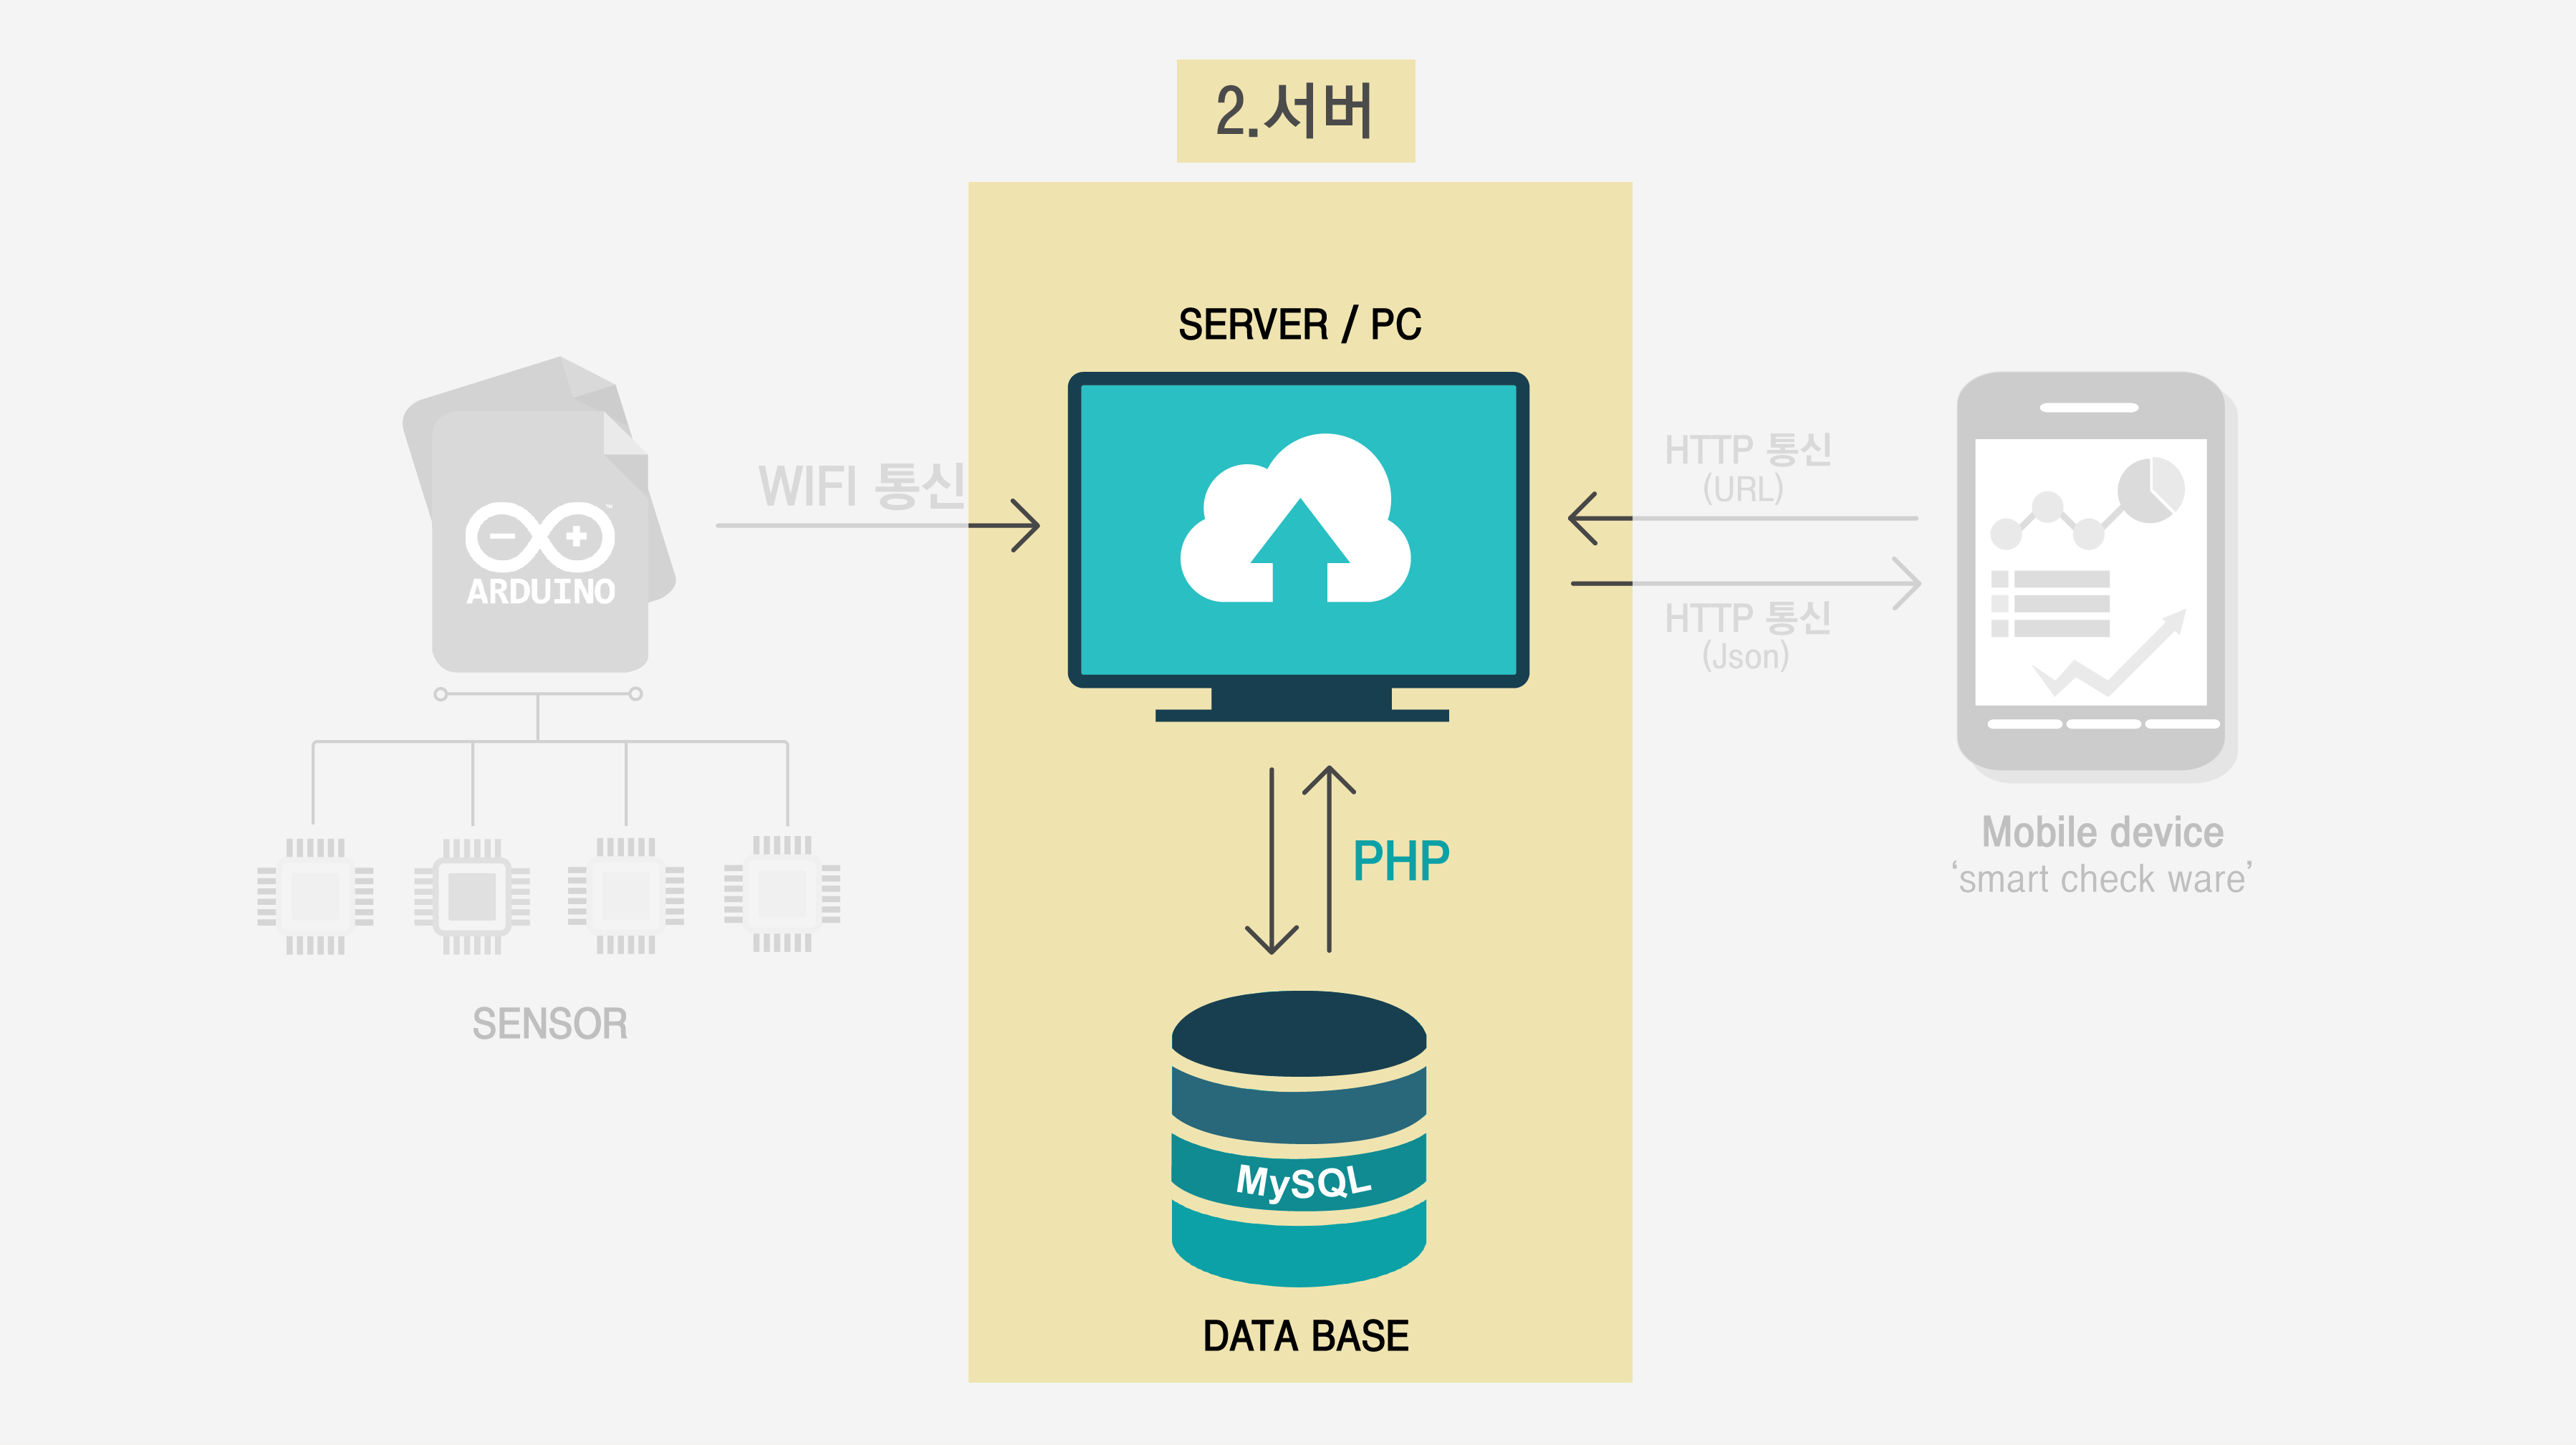 2.서버
SERVER / PC
WIFI 통신
HTTP 통신
(URL)
HTTP 통신
(Json)
ARDUINO
™
PHP
Mobile device
‘smart check ware’
SENSOR
MySQL
DATA BASE